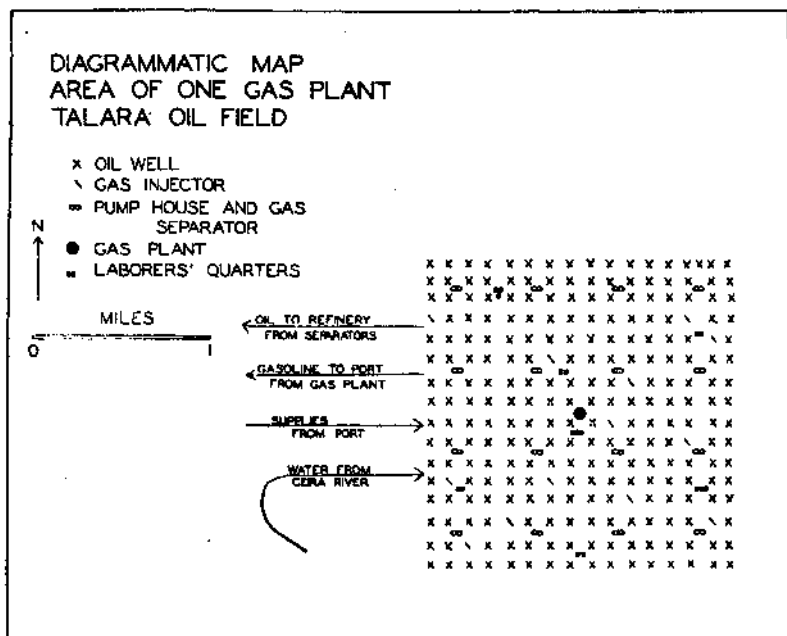 DIAGRAMMATIC MAP
AREA OF ONE GAS PLANT
TALARA OIL FIELD
x OIL WELL
\ GAS INJECTOR
PUMP HOUSE AND GAS
SEPARATOR
● GAS PLANT
LABORERS' QUARTERS
N
MILES
0 1
OIL TO REFINERY
FROM SEPARATORS
GASOLINE TO PORT
FROM GAS PLANT
SUPPLIES
FROM PORT
WATER FROM
CEIRA RIVER